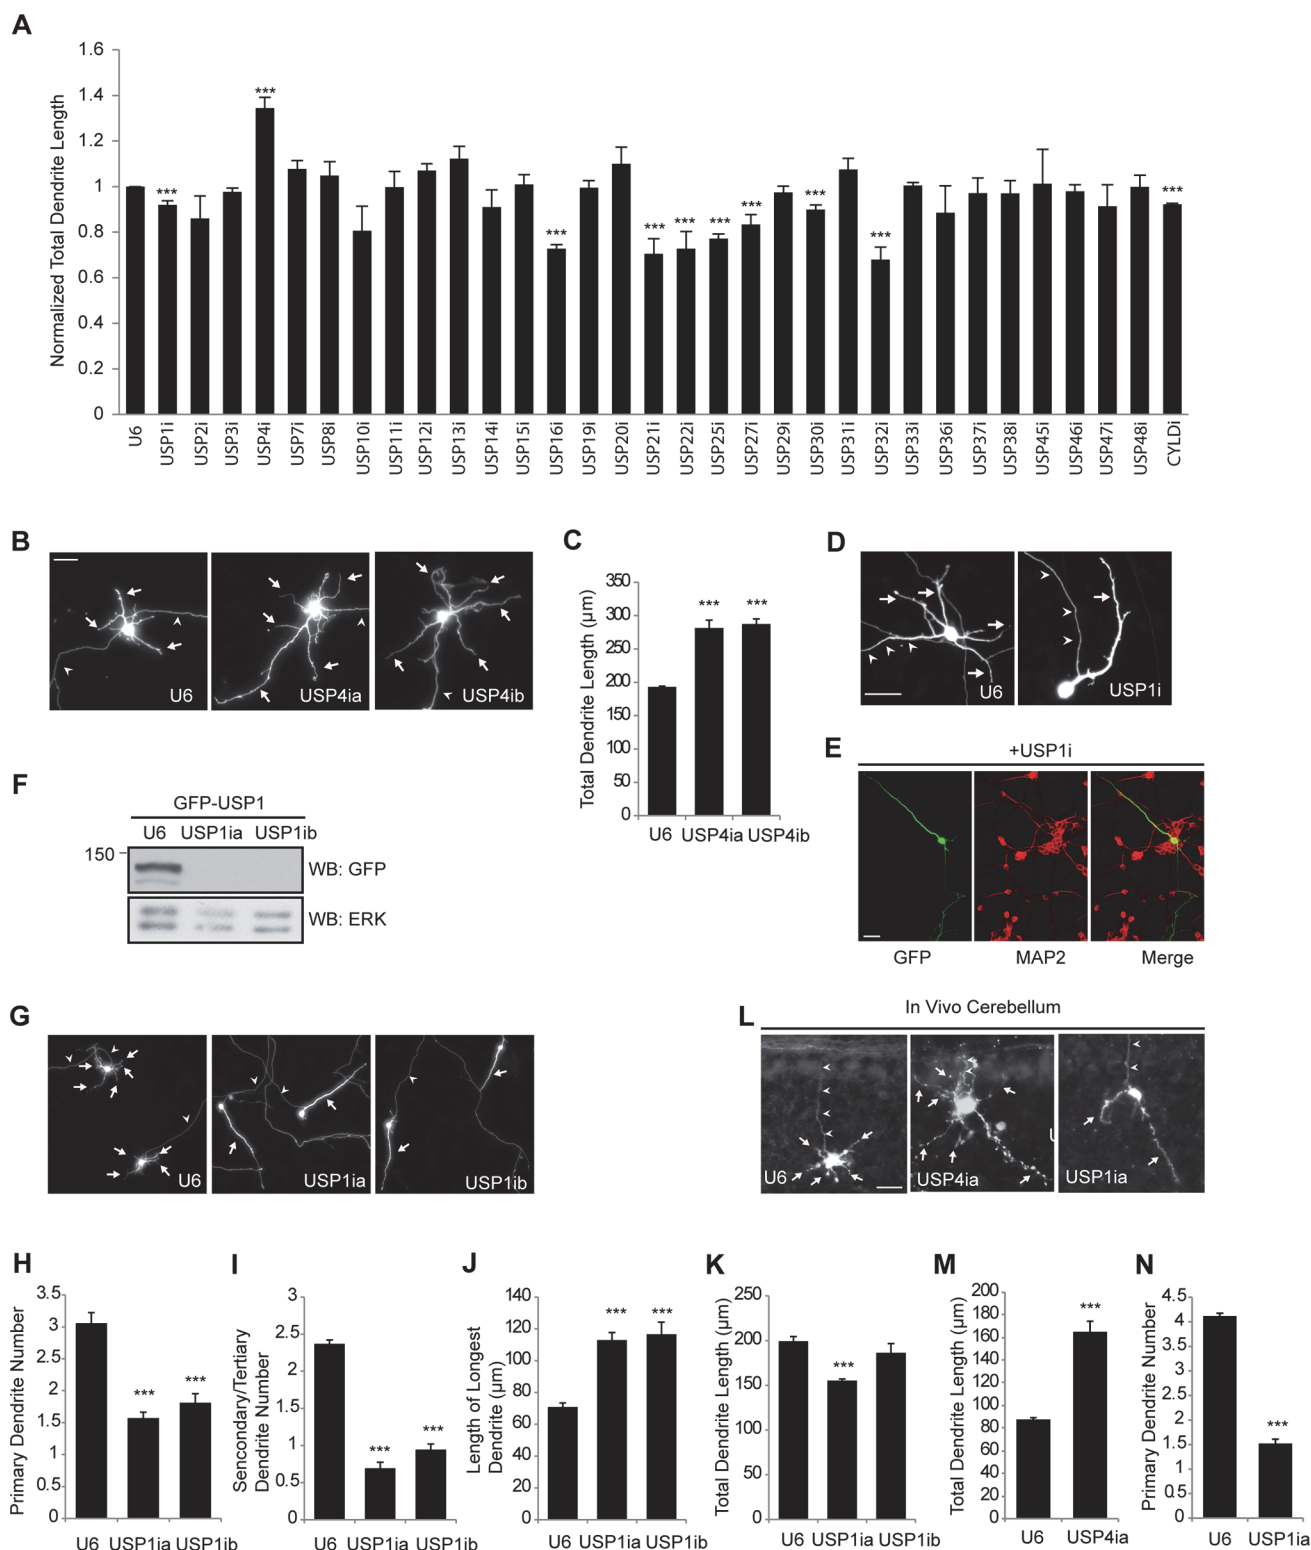 A
Normalized Total Dendrite Length
1.6
1.4
1.2
1
0.8
0.6
0.4
0.2
0
***
***
***
***
***
***
***
***
***
***
U6
USP1i
USP2i
USP3i
USP4i
USP7i
USP8i
USP10i
USP11i
USP12i
USP13i
USP14i
USP15i
USP16i
USP19i
USP20i
USP21i
USP22i
USP25i
USP27i
USP29i
USP30i
USP31i
USP32i
USP33i
USP36i
USP37i
USP38i
USP45i
USP46i
USP47i
USP48i
CYLDi
B
U6
USP4ia
USP4ib
C
Total Dendrite Length (µm)
350
300
250
200
150
100
50
0
***
***
U6 USP4ia USP4ib
D
U6
USP1i
E
+USP1i
GFP MAP2 Merge
F
GFP-USP1
U6 USP1ia USP1ib
150
WB: GFP
WB: ERK
G
U6
USP1ia
USP1ib
L
In Vivo Cerebellum
U6
USP4ia
USP1ia
H
Primary Dendrite Number
3.5
3
2.5
2
1.5
1
0.5
0
***
***
U6 USP1ia USP1ib
I
Sencondary/Tertiary
Dendrite Number
3
2.5
2
1.5
1
0.5
0
***
***
U6 USP1ia USP1ib
J
Length of Longest
Dendrite (µm)
140
120
100
80
60
40
20
0
***
***
U6 USP1ia USP1ib
K
Total Dendrite Length (µm)
250
200
150
100
50
0
***
U6 USP1ia USP1ib
M
Total Dendrite Length (µm)
200
180
160
140
120
100
80
60
40
20
0
***
U6 USP4ia
N
Primary Dendrite Number
4.5
4
3.5
3
2.5
2
1.5
1
0.5
0
***
U6 USP1ia